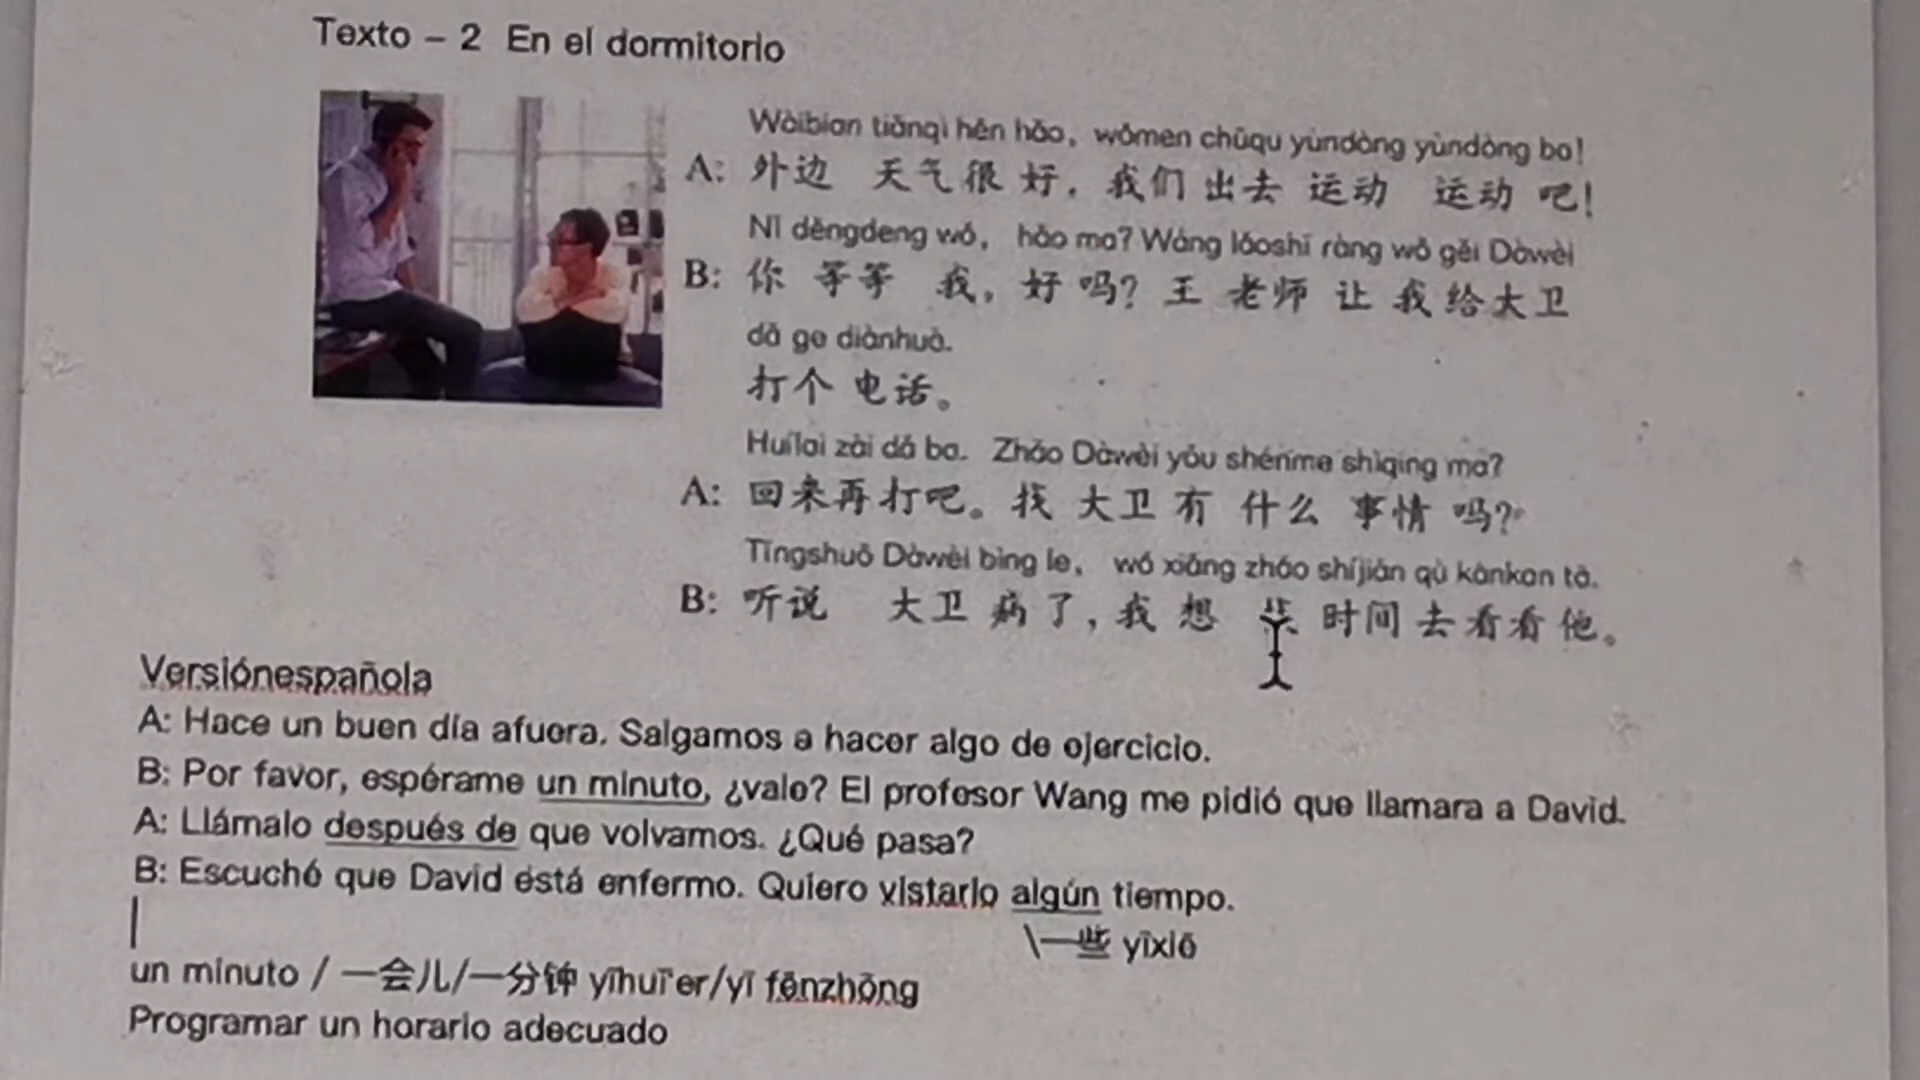 Texto – 2 En el dormitorio
Wàibian tiānqì hěn hǎo, wǒmen chūqu yùndòng yùndòng ba!
A: 外边 天气很好，我们出去 运动 运动 吧!
Nǐ děngdeng wǒ, hǎo ma? Wáng lǎoshī ràng wǒ gěi Dàwèi
B: 你 等等 我，好吗? 王 老师 让 我给大卫
dǎ ge diànhuà.
打个 电话。
Huílai zài dǎ ba. Zhǎo Dàwèi yǒu shénme shìqing ma?
A: 回来再打吧。找 大卫 有 什么 事情 吗?
Tīngshuō Dàwèi bìng le, wǒ xiǎng zhǎo shíjiān qù kànkan tā.
B: 听说 大卫 病了，我 想 时间 去看看 他。
Versiónespañola
A: Hace un buen día afuera. Salgamos a hacer algo de ejercicio.
B: Por favor, espérame un minuto, ¿vale? El profesor Wang me pidió que llamara a David.
A: Llámalo después de que volvamos. ¿Qué pasa?
B: Escuché que David está enfermo. Quiero vistarlo algún tiempo.
\一些 yīxiē
un minuto / 一会儿/一分钟 yīhuǐ'er/yī fēnzhōng
Programar un horario adecuado